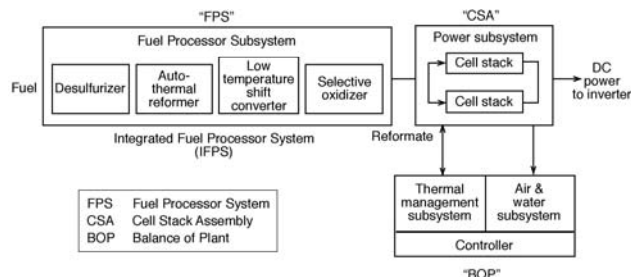 "FPS"
"CSA"
Fuel Processor Subsystem
Power subsystem
Fuel
Desulfurizer
Auto-
thermal
reformer
Low
temperature
shift
converter
Selective
oxidizer
Cell stack
Cell stack
DC
power
to inverter
Integrated Fuel Processor System
(IFPS)
Reformate
FPS Fuel Processor System
CSA Cell Stack Assembly
BOP Balance of Plant
Thermal
management
subsystem
Air &
water
subsystem
Controller
"BOP"